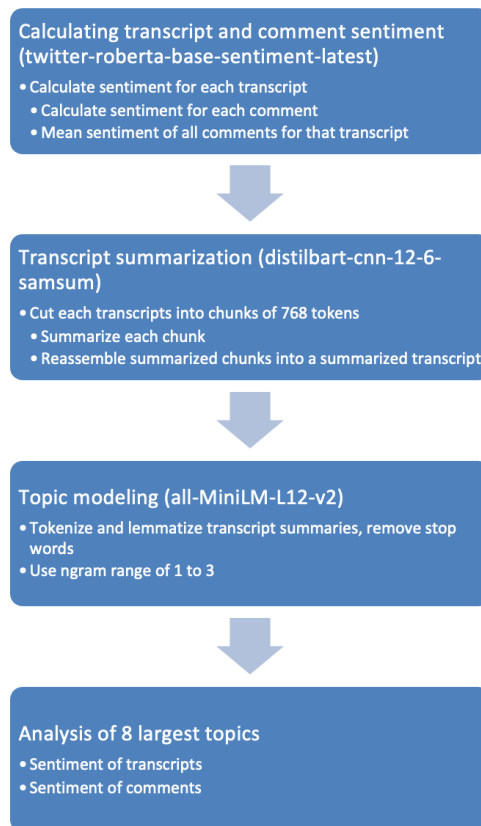 Calculating transcript and comment sentiment
(twitter-roberta-base-sentiment-latest)
• Calculate sentiment for each transcript
• Calculate sentiment for each comment
• Mean sentiment of all comments for that transcript
Transcript summarization (distilbart-cnn-12-6-
samsum)
• Cut each transcripts into chunks of 768 tokens
• Summarize each chunk
• Reassemble summarized chunks into a summarized transcript
Topic modeling (all-MiniLM-L12-v2)
• Tokenize and lemmatize transcript summaries, remove stop
words
• Use ngram range of 1 to 3
Analysis of 8 largest topics
• Sentiment of transcripts
• Sentiment of comments